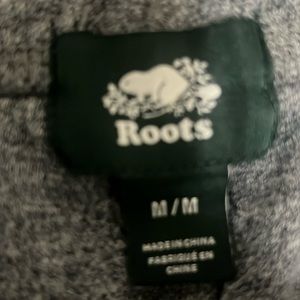 Roots
M/M
MADE IN CHINA
FABRIQUÉ EN
CHINE